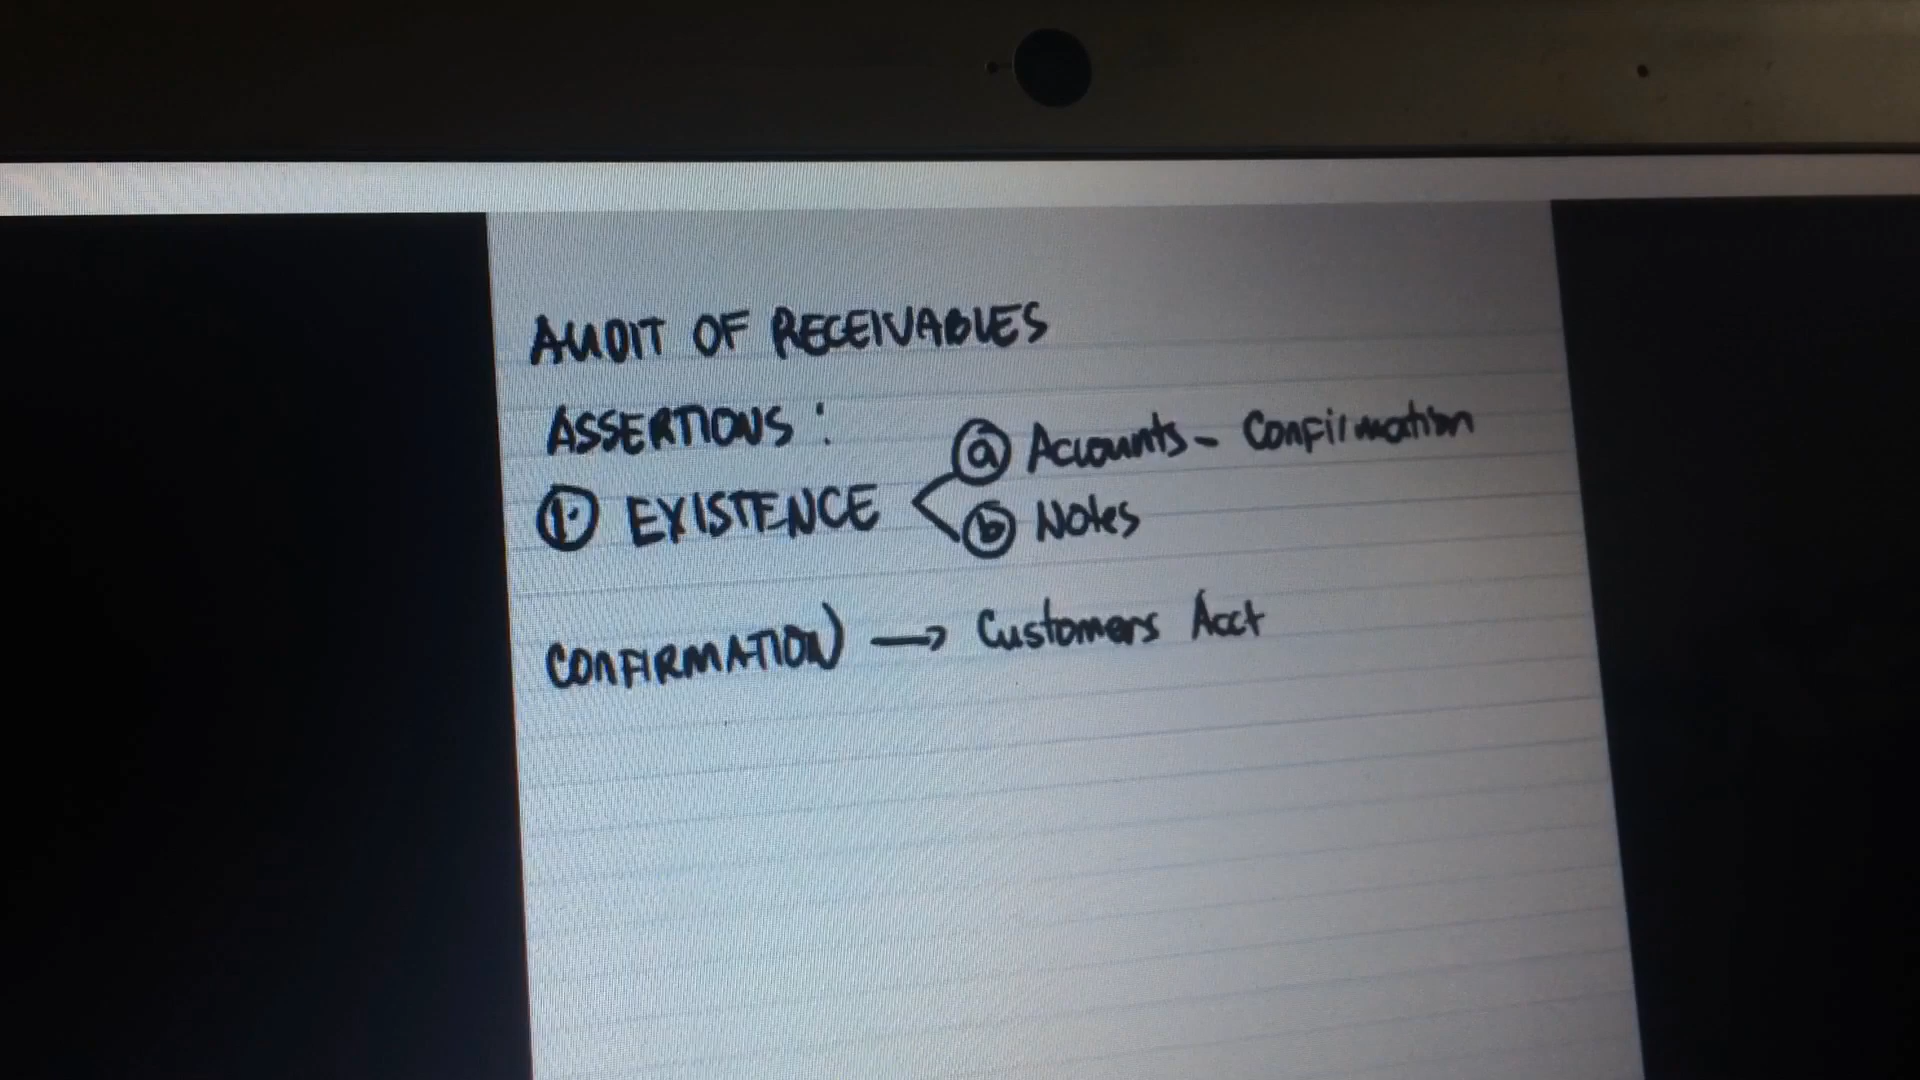 AUDIT OF RECEIVABLES
ASSERTIONS:
① EXISTENCE < ⓐ Accounts - Confirmation
ⓑ Notes
CONFIRMATION → Customers Acct